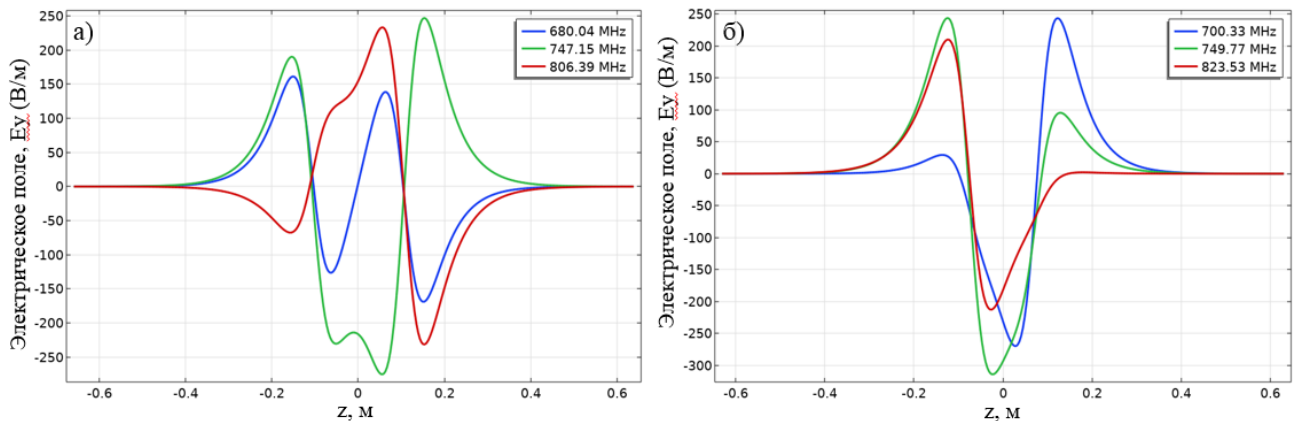 а)
680.04 MHz
747.15 MHz
806.39 MHz
Электрическое поле, Ey (В/м)
250
200
150
100
50
0
-50
-100
-150
-200
-250
-0.6 -0.4 -0.2 0 0.2 0.4 0.6
z, м
б)
700.33 MHz
749.77 MHz
823.53 MHz
Электрическое поле, Ey (В/м)
250
200
150
100
50
0
-50
-100
-150
-200
-250
-300
-0.6 -0.4 -0.2 0 0.2 0.4 0.6
z, м